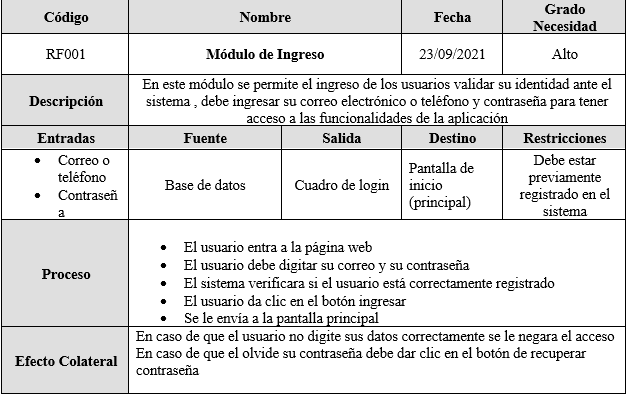 Código Nombre Fecha Grado
Necesidad
RF001 Módulo de Ingreso 23/09/2021 Alto
Descripción
En este módulo se permite el ingreso de los usuarios validar su identidad ante el
sistema , debe ingresar su correo electrónico o teléfono y contraseña para tener
acceso a las funcionalidades de la aplicación
Entradas Fuente Salida Destino Restricciones
• Correo o
teléfono
• Contraseñ
a
Base de datos
Cuadro de login
Pantalla de
inicio
(principal)
Debe estar
previamente
registrado en el
sistema
Proceso
• El usuario entra a la página web
• El usuario debe digitar su correo y su contraseña
• El sistema verificara si el usuario está correctamente registrado
• El usuario da clic en el botón ingresar
• Se le envía a la pantalla principal
Efecto Colateral
En caso de que el usuario no digite sus datos correctamente se le negara el acceso
En caso de que el olvide su contraseña debe dar clic en el botón de recuperar
contraseña